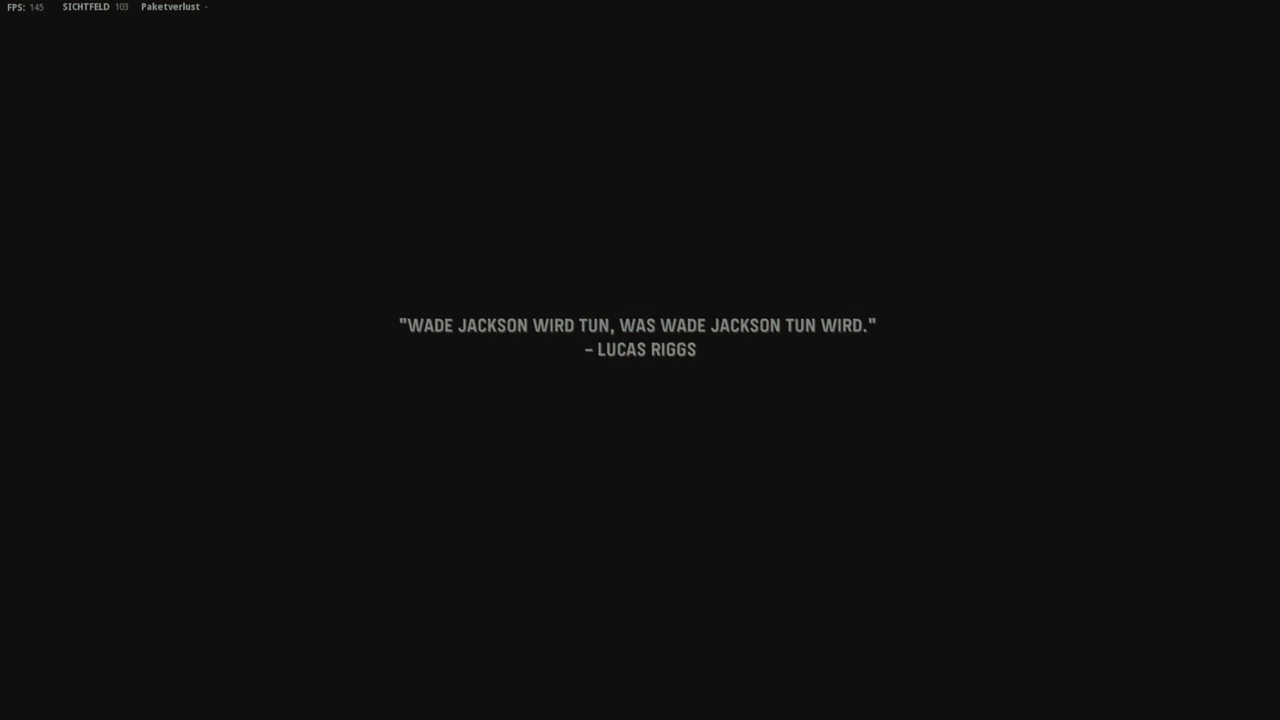 FPS: 145 SICHTFELD 103 Paketverlust -
"WADE JACKSON WIRD TUN, WAS WADE JACKSON TUN WIRD."
– LUCAS RIGGS